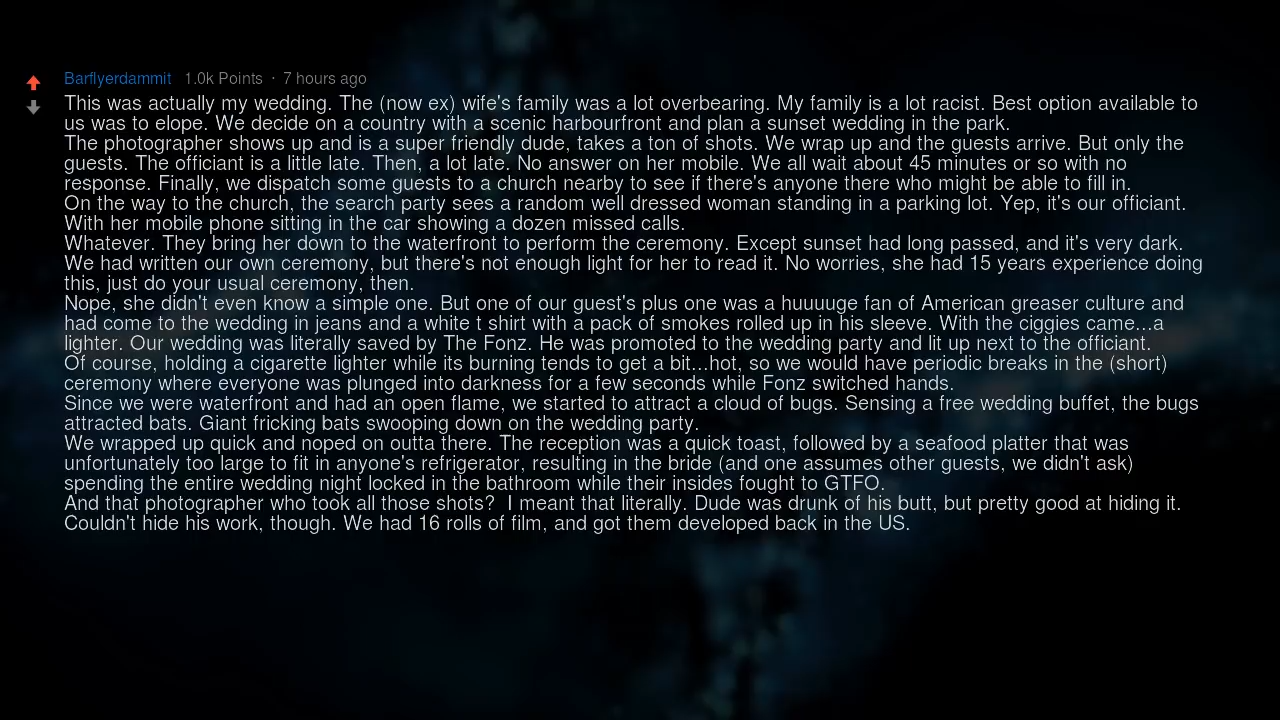 Barflyerdammit 1.0k Points · 7 hours ago
This was actually my wedding. The (now ex) wife's family was a lot overbearing. My family is a lot racist. Best option available to
us was to elope. We decide on a country with a scenic harbourfront and plan a sunset wedding in the park.
The photographer shows up and is a super friendly dude, takes a ton of shots. We wrap up and the guests arrive. But only the
guests. The officiant is a little late. Then, a lot late. No answer on her mobile. We all wait about 45 minutes or so with no
response. Finally, we dispatch some guests to a church nearby to see if there's anyone there who might be able to fill in.
On the way to the church, the search party sees a random well dressed woman standing in a parking lot. Yep, it's our officiant.
With her mobile phone sitting in the car showing a dozen missed calls.
Whatever. They bring her down to the waterfront to perform the ceremony. Except sunset had long passed, and it's very dark.
We had written our own ceremony, but there's not enough light for her to read it. No worries, she had 15 years experience doing
this, just do your usual ceremony, then.
Nope, she didn't even know a simple one. But one of our guest's plus one was a huuuuge fan of American greaser culture and
had come to the wedding in jeans and a white t shirt with a pack of smokes rolled up in his sleeve. With the ciggies came...a
lighter. Our wedding was literally saved by The Fonz. He was promoted to the wedding party and lit up next to the officiant.
Of course, holding a cigarette lighter while its burning tends to get a bit...hot, so we would have periodic breaks in the (short)
ceremony where everyone was plunged into darkness for a few seconds while Fonz switched hands.
Since we were waterfront and had an open flame, we started to attract a cloud of bugs. Sensing a free wedding buffet, the bugs
attracted bats. Giant fricking bats swooping down on the wedding party.
We wrapped up quick and noped on outta there. The reception was a quick toast, followed by a seafood platter that was
unfortunately too large to fit in anyone's refrigerator, resulting in the bride (and one assumes other guests, we didn't ask)
spending the entire wedding night locked in the bathroom while their insides fought to GTFO.
And that photographer who took all those shots?  I meant that literally. Dude was drunk of his butt, but pretty good at hiding it.
Couldn't hide his work, though. We had 16 rolls of film, and got them developed back in the US.